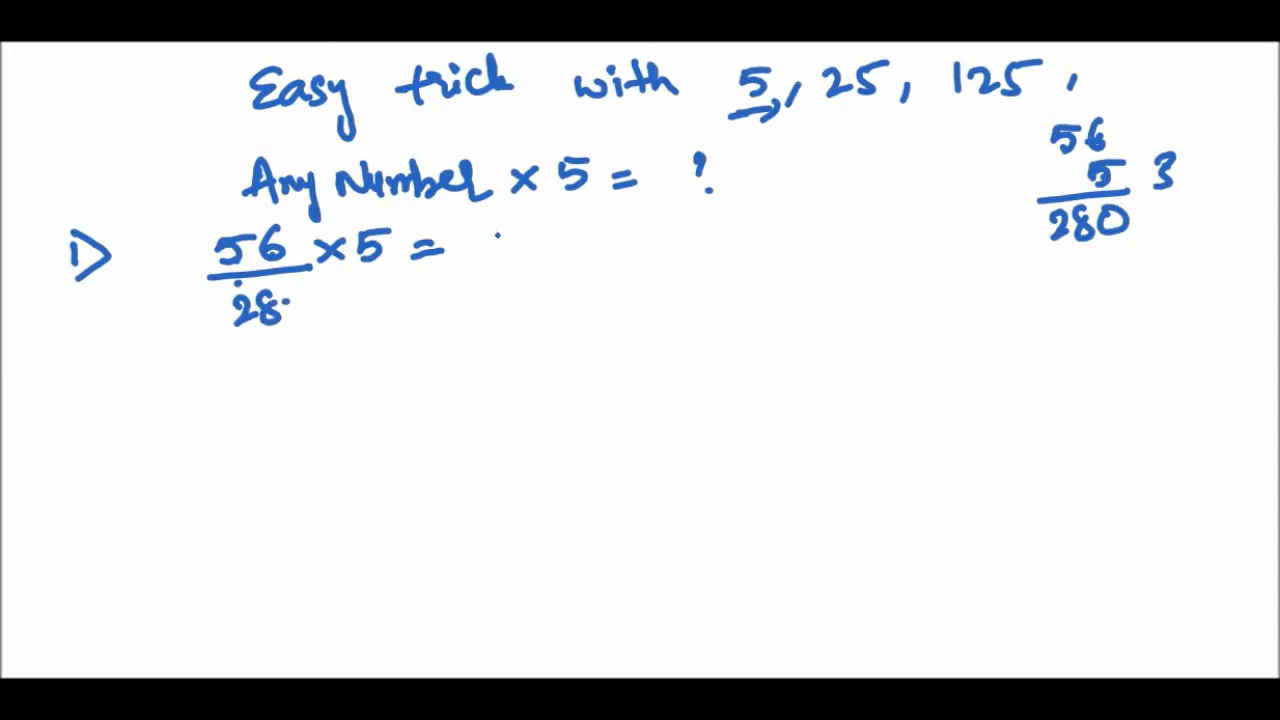 Easy trick with 5, 25, 125,
Any Number × 5 = ?
56
5 3
280
1) 56 × 5 =
28